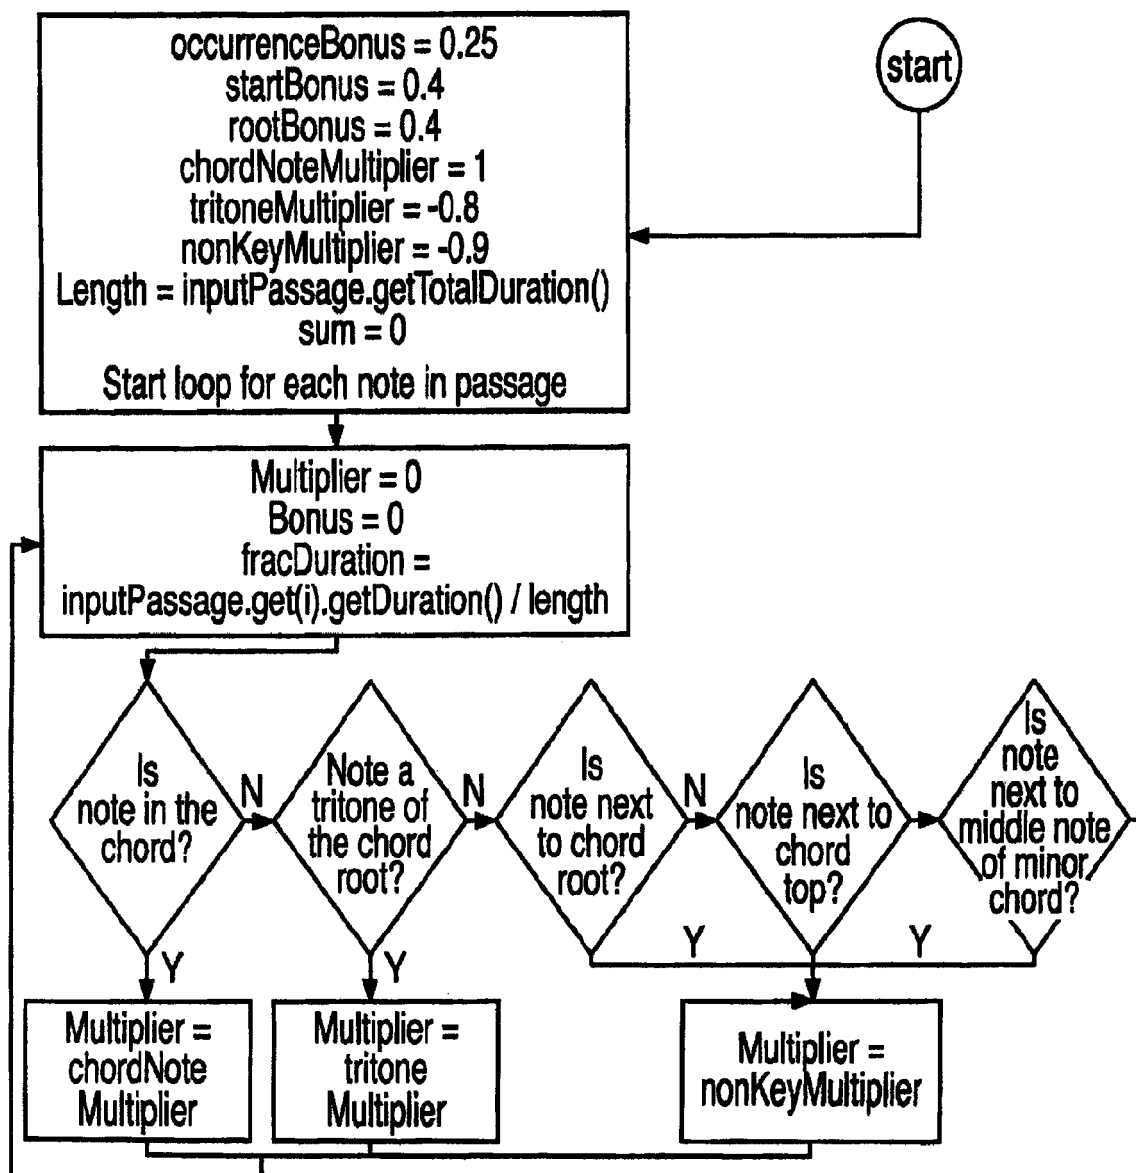 occurrenceBonus = 0.25
startBonus = 0.4
rootBonus = 0.4
chordNoteMultiplier = 1
tritoneMultiplier = -0.8
nonKeyMultiplier = -0.9
Length = inputPassage.getTotalDuration()
sum = 0
Start loop for each note in passage
start
Multiplier = 0
Bonus = 0
fracDuration =
inputPassage.get(i).getDuration() / length
Is
note in the
chord?
N
Note a
tritone of
the chord
root?
N
Is
note next
to chord
root?
N
Is
note next to
chord
top?
Is
note
next to
middle note
of minor
chord?
Y
Y
Y
Y
Multiplier =
chordNote
Multiplier
Multiplier =
tritone
Multiplier
Multiplier =
nonKeyMultiplier